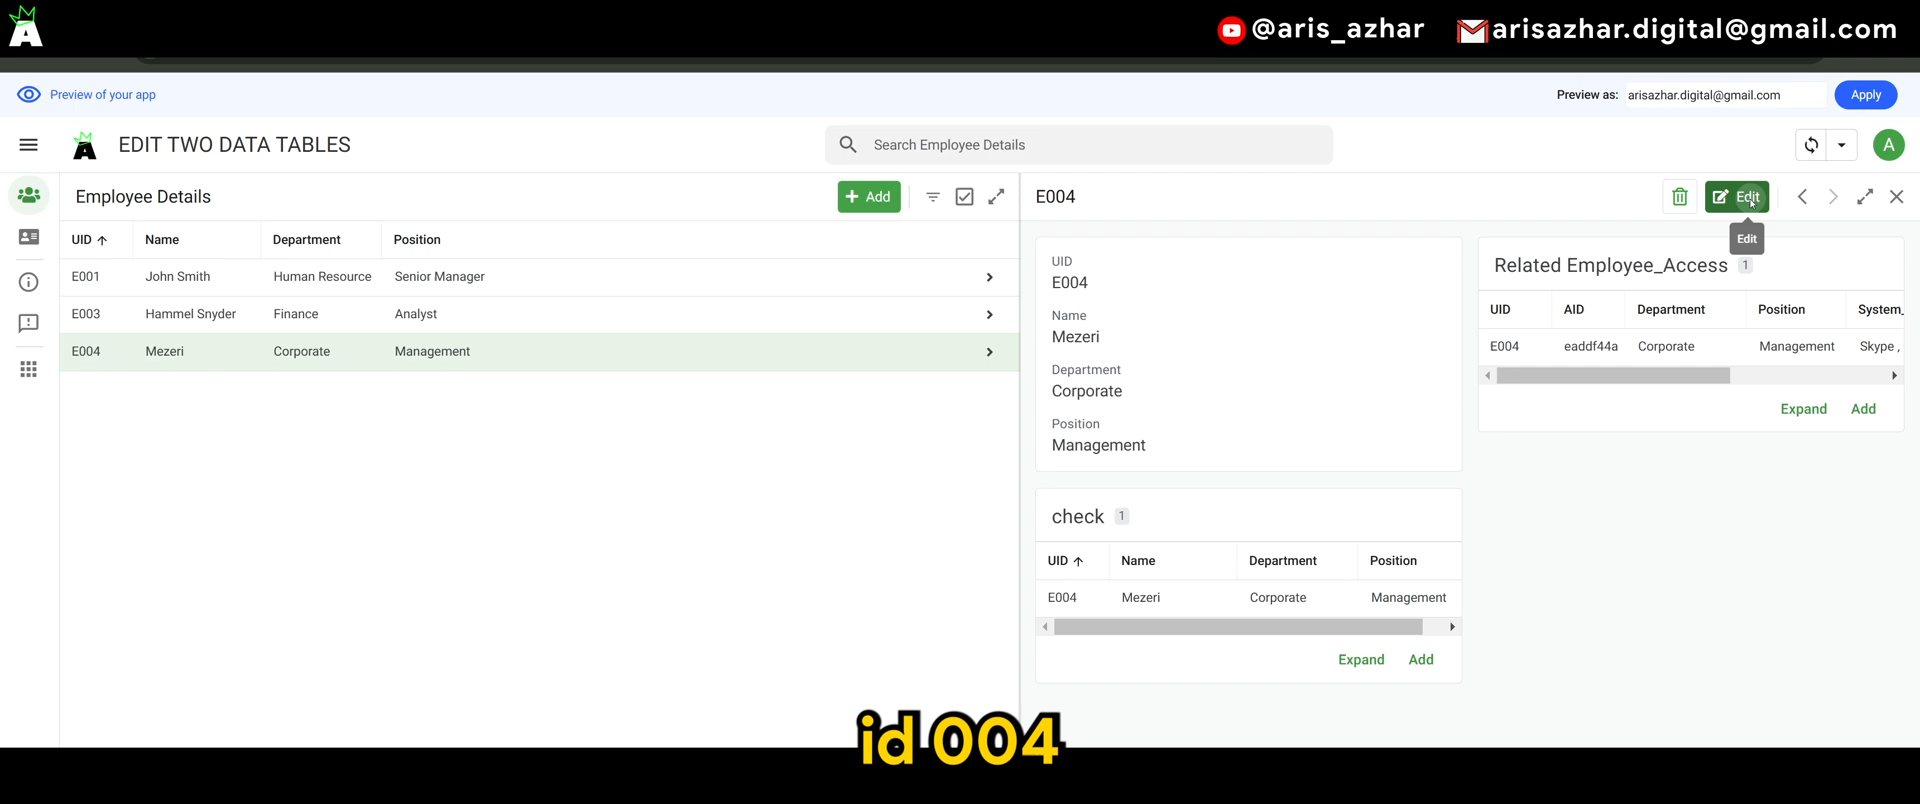 @aris_azhar arisazhar.digital@gmail.com
Preview of your app
Preview as: arisazhar.digital@gmail.com Apply
EDIT TWO DATA TABLES
Search Employee Details
A
Employee Details
Add
UID Name Department Position
E001 John Smith Human Resource Senior Manager
E003 Hammel Snyder Finance Analyst
E004 Mezeri Corporate Management
E004
Edit
Edit
UID
E004
Name
Mezeri
Department
Corporate
Position
Management
Related Employee_Access 1
UID AID Department Position System_
E004 eaddf44a Corporate Management Skype ,
Expand Add
check 1
UID Name Department Position
E004 Mezeri Corporate Management
Expand Add
id 004